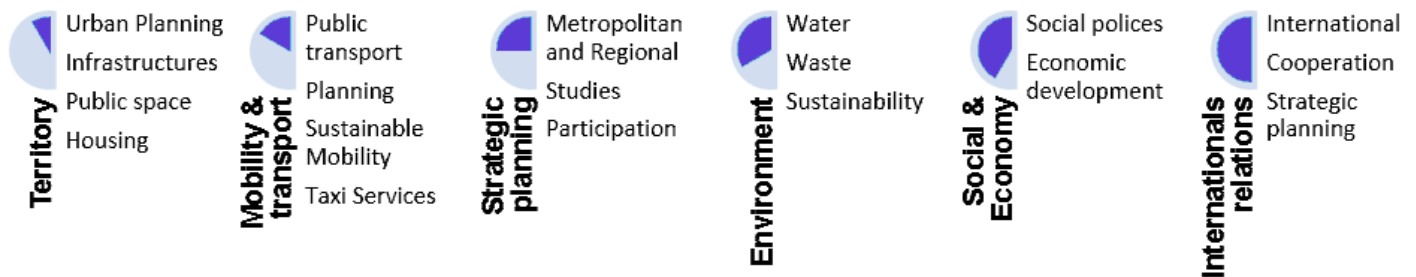 Territory
Urban Planning
Infrastructures
Public space
Housing
Mobility &
transport
Public
transport
Planning
Sustainable
Mobility
Taxi Services
Strategic
planning
Metropolitan
and Regional
Studies
Participation
Environment
Water
Waste
Sustainability
Social &
Economy
Social polices
Economic
development
Internationals
relations
International
Cooperation
Strategic
planning